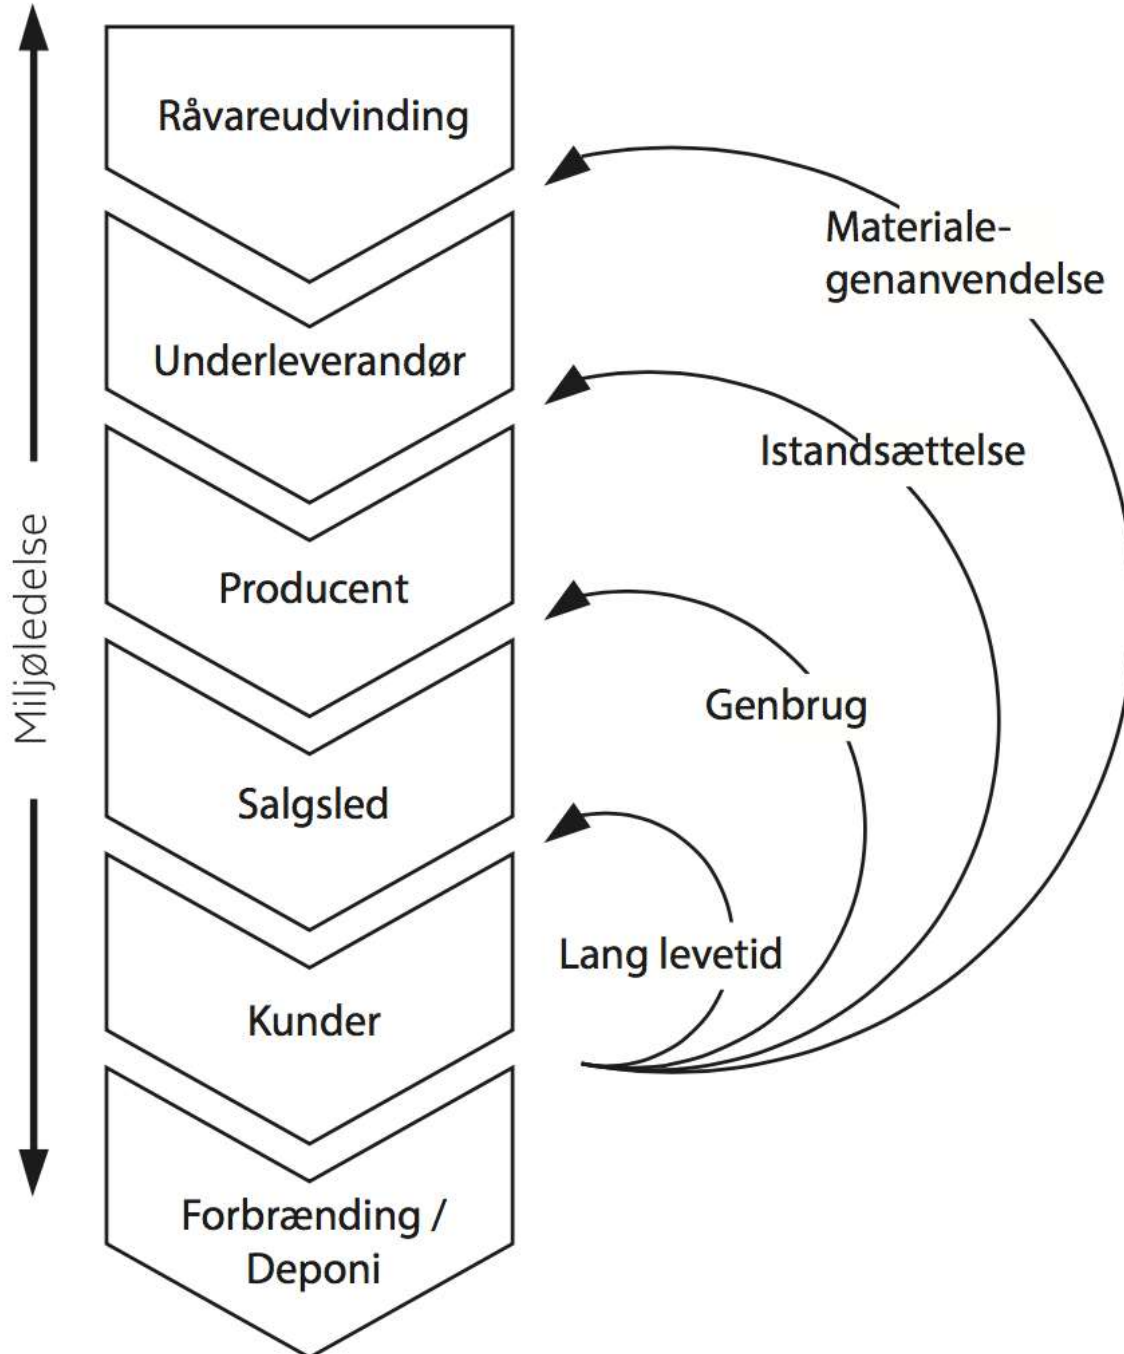 Råvareudvinding
Materiale-
genanvendelse
Underleverandør
Istandsættelse
Miljøledelse
Producent
Genbrug
Salgsled
Lang levetid
Kunder
Forbrænding /
Deponi